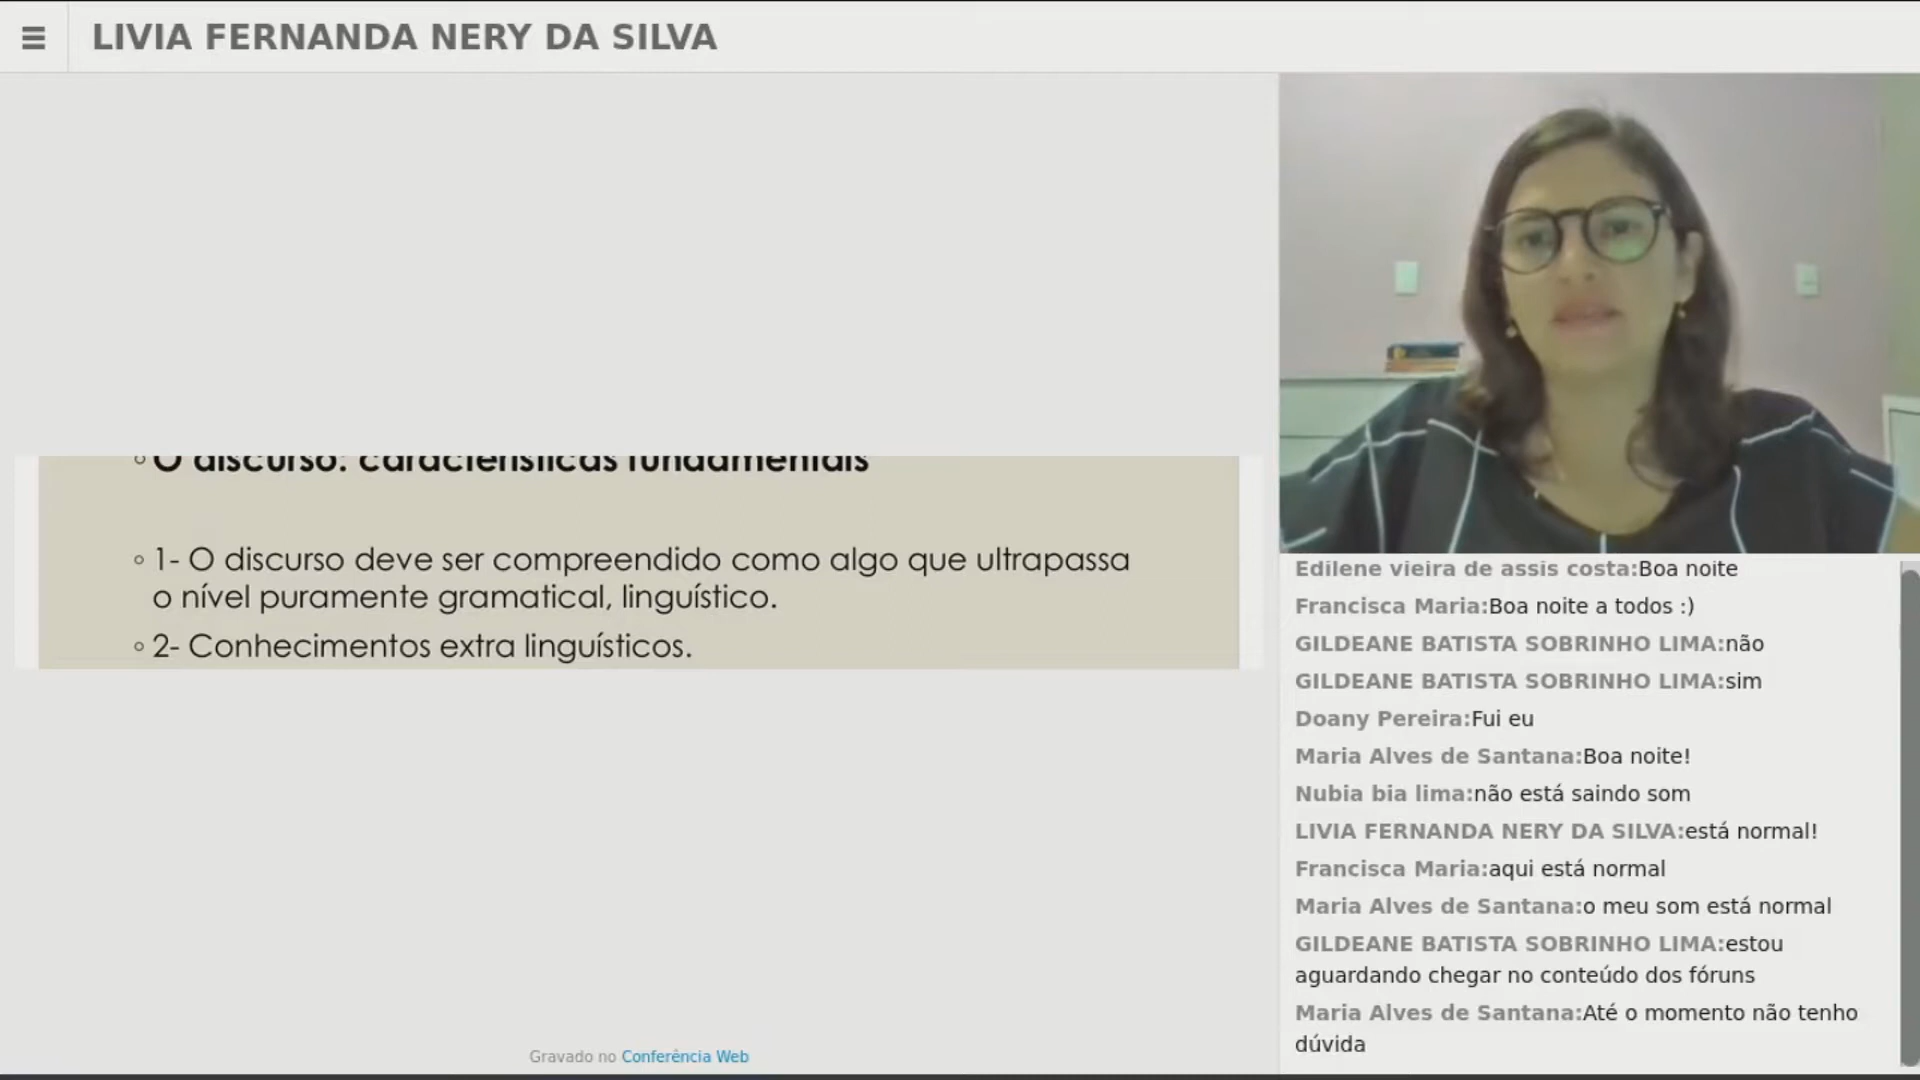 LIVIA FERNANDA NERY DA SILVA
◦ O discurso: características fundamentais
◦ 1- O discurso deve ser compreendido como algo que ultrapassa
o nível puramente gramatical, linguístico.
◦ 2- Conhecimentos extra linguísticos.
Gravado no Conferência Web
Edilene vieira de assis costa:Boa noite
Francisca Maria:Boa noite a todos :)
GILDEANE BATISTA SOBRINHO LIMA:não
GILDEANE BATISTA SOBRINHO LIMA:sim
Doany Pereira:Fui eu
Maria Alves de Santana:Boa noite!
Nubia bia lima:não está saindo som
LIVIA FERNANDA NERY DA SILVA:está normal!
Francisca Maria:aqui está normal
Maria Alves de Santana:o meu som está normal
GILDEANE BATISTA SOBRINHO LIMA:estou
aguardando chegar no conteúdo dos fóruns
Maria Alves de Santana:Até o momento não tenho
dúvida